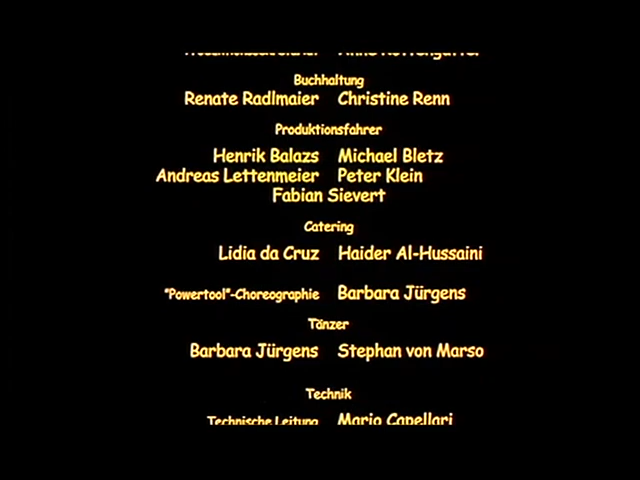 Buchhaltung
Renate Radlmaier Christine Renn
Produktionsfahrer
Henrik Balazs Michael Bletz
Andreas Lettenmeier Peter Klein
Fabian Sievert
Catering
Lidia da Cruz Haider Al-Hussaini
"Powertool"-Choreographie Barbara Jürgens
Tänzer
Barbara Jürgens Stephan von Marso
Technik
Technische Leitung Mario Capellari